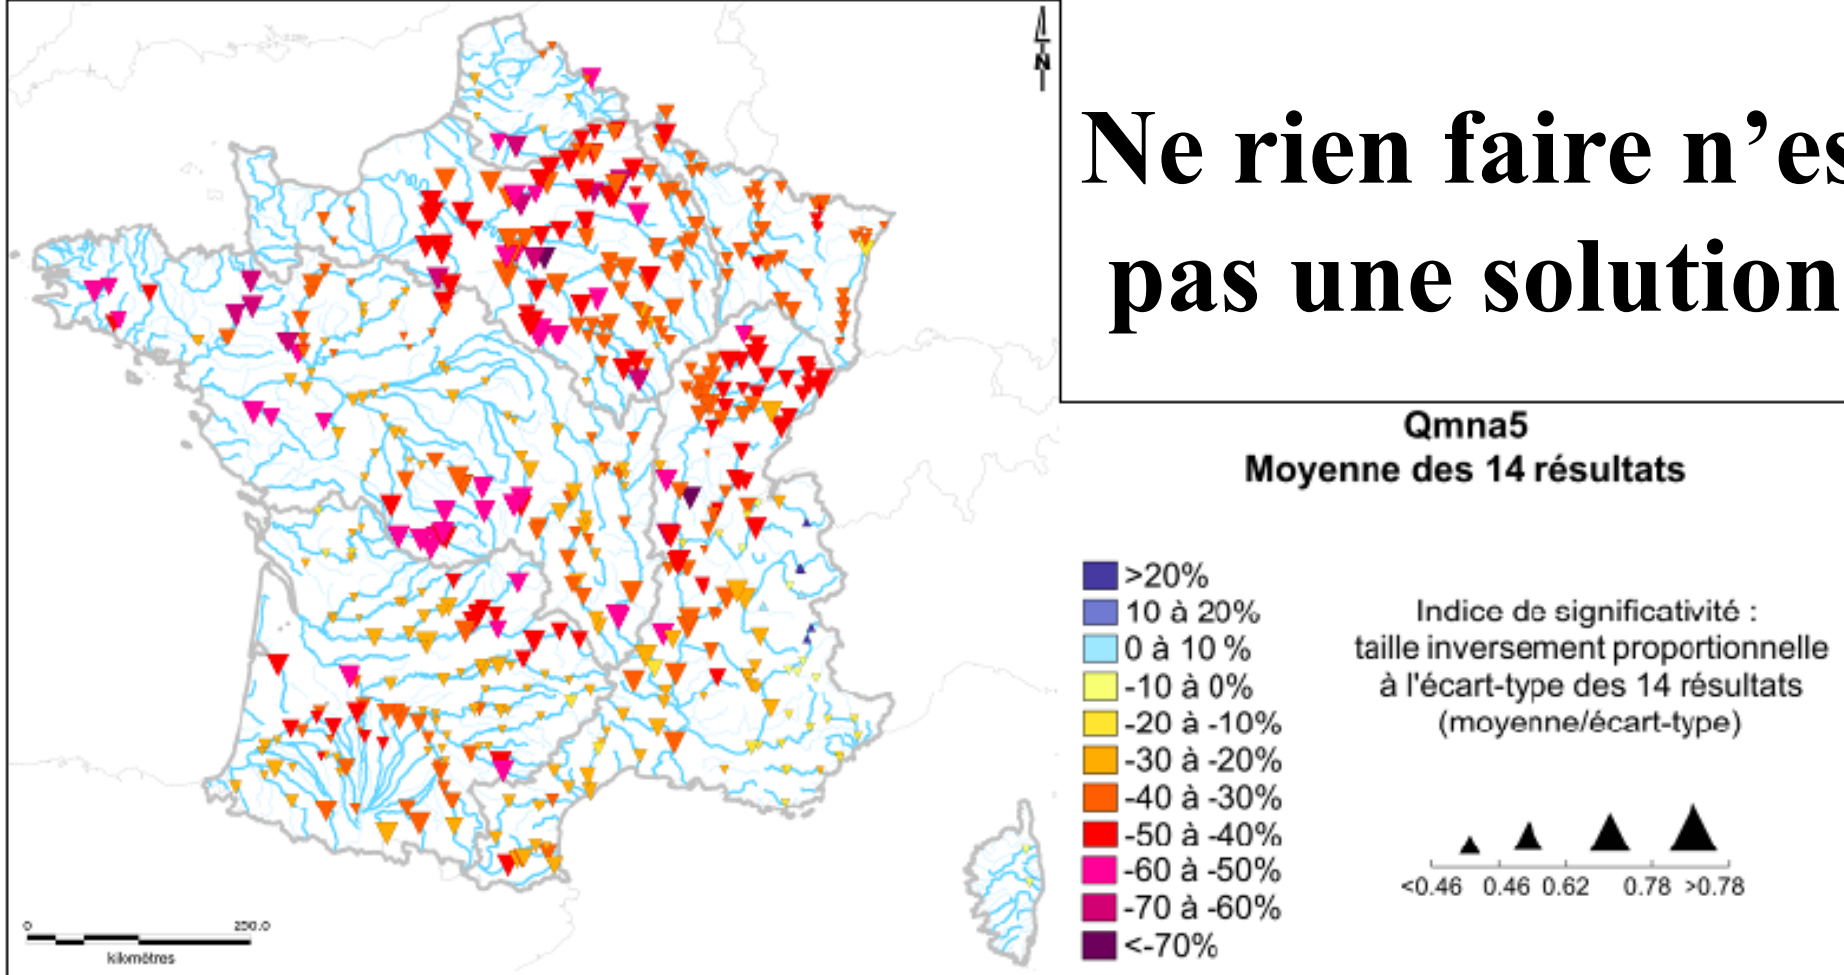 N
Ne rien faire n’es
pas une solution
Qmna5
Moyenne des 14 résultats
>20%
10 à 20%
0 à 10 %
-10 à 0%
-20 à -10%
-30 à -20%
-40 à -30%
-50 à -40%
-60 à -50%
-70 à -60%
<-70%
Indice de significativité :
taille inversement proportionnelle
à l'écart-type des 14 résultats
(moyenne/écart-type)
<0.46 0.46 0.62 0.78 >0.78
0 250.0
kilomètres